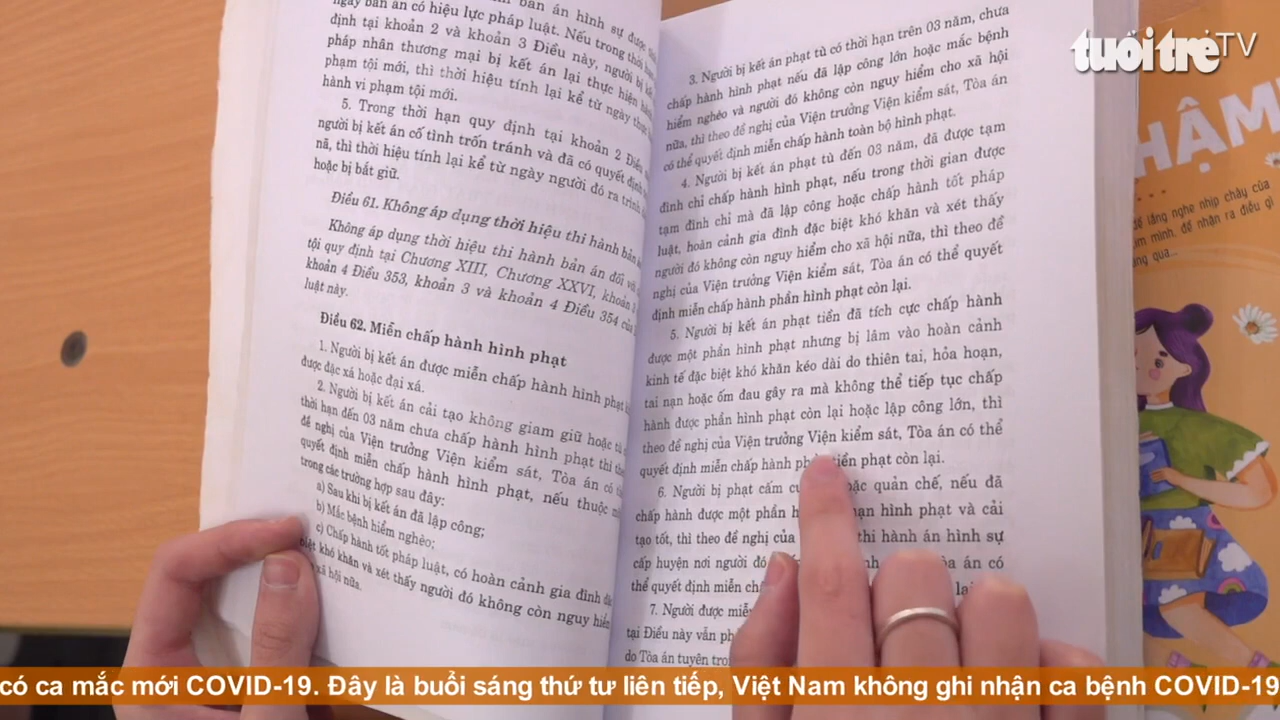 bản án hình sự được
ngày bản án có hiệu lực pháp luật. Nếu trong thời
định tại khoản 2 và khoản 3 Điều này, người bị
pháp nhân thương mại bị kết án lại thực hiện hành
phạm tội mới, thì thời hiệu tính lại kể từ ngày thực
hành vi phạm tội mới.
5. Trong thời hạn quy định tại khoản 2 Điều
người bị kết án cố tình trốn tránh và đã có quyết định
nã, thì thời hiệu tính lại kể từ ngày người đó ra trình
hoặc bị bắt giữ.
Điều 61. Không áp dụng thời hiệu thi hành bản
Không áp dụng thời hiệu thi hành bản án đối với
tội quy định tại Chương XIII, Chương XXVI, khoản 3
khoản 4 Điều 353, khoản 3 và khoản 4 Điều 354 của
luật này.
Điều 62. Miễn chấp hành hình phạt
1. Người bị kết án được miễn chấp hành hình phạt
được đặc xá hoặc đại xá.
2. Người bị kết án cải tạo không giam giữ hoặc tù
thời hạn đến 03 năm chưa chấp hành hình phạt thì theo
đề nghị của Viện trưởng Viện kiểm sát, Tòa án có
quyết định miễn chấp hành hình phạt, nếu thuộc
trong các trường hợp sau đây:
a) Sau khi bị kết án đã lập công;
b) Mắc bệnh hiểm nghèo;
c) Chấp hành tốt pháp luật, có hoàn cảnh gia đình
biệt khó khăn và xét thấy người đó không còn nguy hiểm
xã hội nữa.
3. Người bị kết án phạt tù có thời hạn trên 03 năm, chưa
chấp hành hình phạt nếu đã lập công lớn hoặc mắc bệnh
hiểm nghèo và người đó không còn nguy hiểm cho xã hội
nữa, thì theo đề nghị của Viện trưởng Viện kiểm sát, Tòa án
có thể quyết định miễn chấp hành toàn bộ hình phạt.
4. Người bị kết án phạt tù đến 03 năm, đã được tạm
đình chỉ chấp hành hình phạt, nếu trong thời gian được
tạm đình chỉ mà đã lập công hoặc chấp hành tốt pháp
luật, hoàn cảnh gia đình đặc biệt khó khăn và xét thấy
người đó không còn nguy hiểm cho xã hội nữa, thì theo đề
nghị của Viện trưởng Viện kiểm sát, Tòa án có thể quyết
định miễn chấp hành phần hình phạt còn lại.
5. Người bị kết án phạt tiền đã tích cực chấp hành
được một phần hình phạt nhưng bị lâm vào hoàn cảnh
kinh tế đặc biệt khó khăn kéo dài do thiên tai, hỏa hoạn,
tai nạn hoặc ốm đau gây ra mà không thể tiếp tục chấp
hành được phần hình phạt còn lại hoặc lập công lớn, thì
theo đề nghị của Viện trưởng Viện kiểm sát, Tòa án có thể
quyết định miễn chấp hành tiền phạt còn lại.
6. Người bị phạt cấm hoặc quản chế, nếu đã
chấp hành được một phần hạn hình phạt và cải
tạo tốt, thì theo đề nghị của thi hành án hình sự
cấp huyện nơi người đó Tòa án có
thể quyết định miễn lại.
7. Người được miễn
tại Điều này vẫn
do Tòa án tuyên
tuoitre TV
HẬM
để lắng nghe nhịp chảy của
mình, để nhận ra điều gì
qua...
có ca mắc mới COVID-19. Đây là buổi sáng thứ tư liên tiếp, Việt Nam không ghi nhận ca bệnh COVID-19